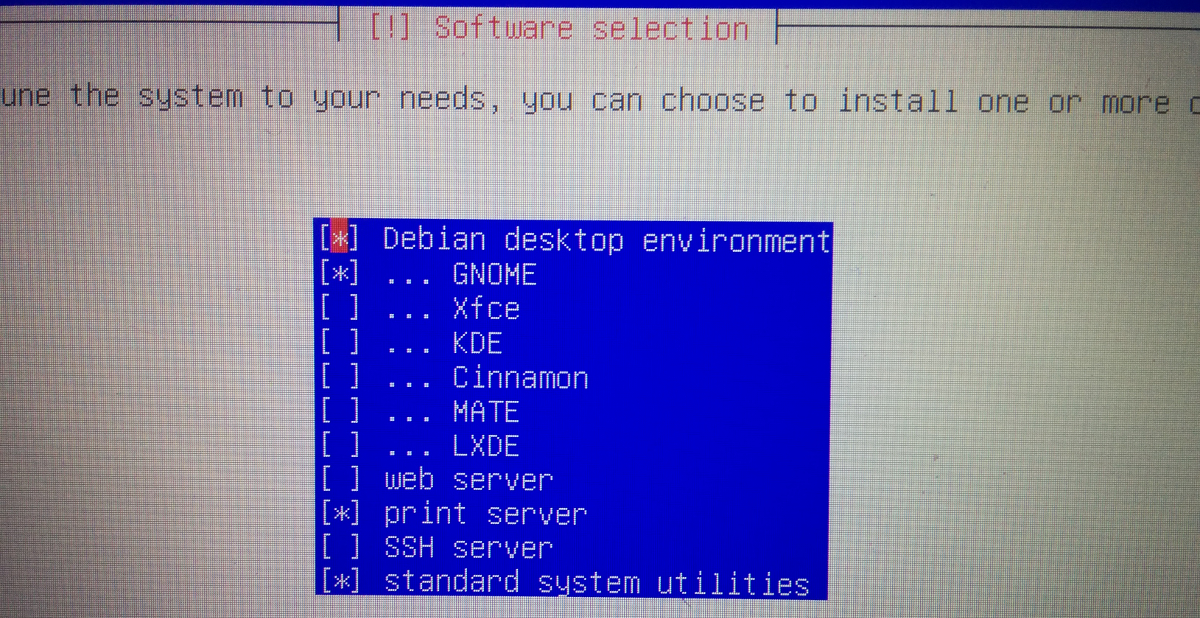 [!] Software selection
une the system to your needs, you can choose to install one or more
[*] Debian desktop environment
[*] ... GNOME
[ ] ... Xfce
[ ] ... KDE
[ ] ... Cinnamon
[ ] ... MATE
[ ] ... LXDE
[ ] web server
[*] print server
[ ] SSH server
[*] standard system utilities